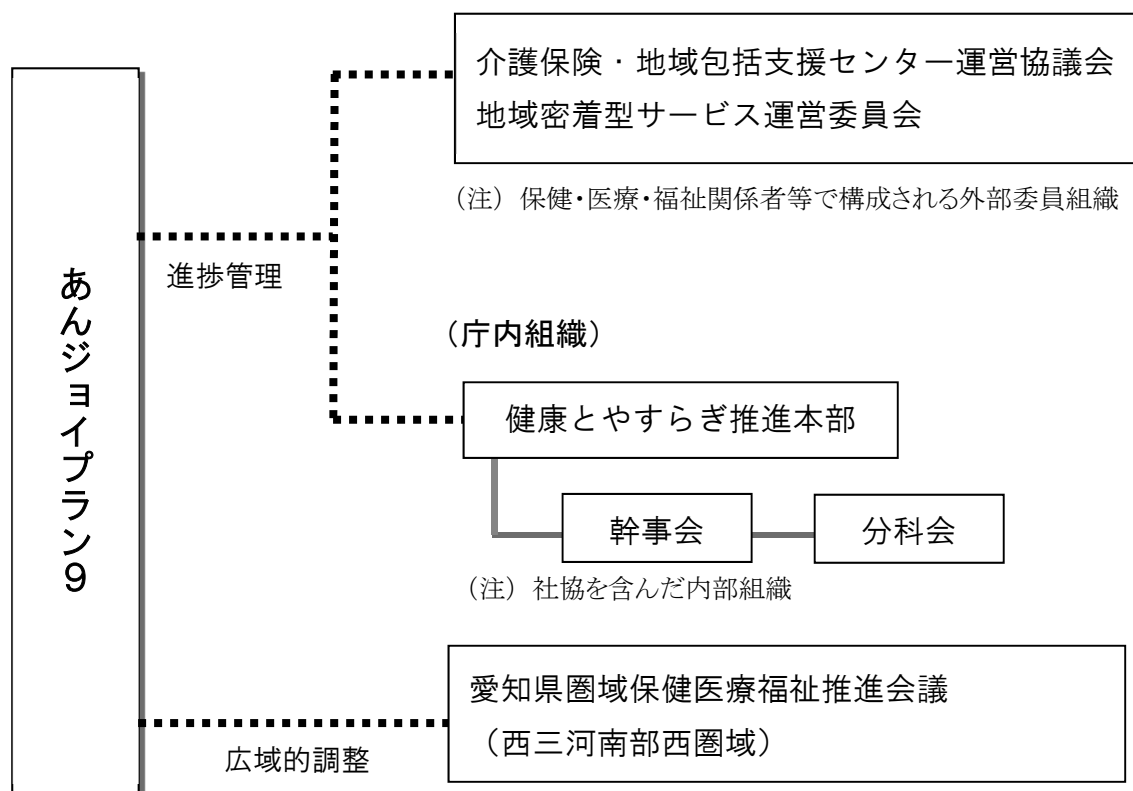 あんジョイプラン９
介護保険・地域包括支援センター運営協議会
地域密着型サービス運営委員会
（注） 保健・医療・福祉関係者等で構成される外部委員組織
進捗管理
（庁内組織）
健康とやすらぎ推進本部
幹事会
分科会
（注） 社協を含んだ内部組織
愛知県圏域保健医療福祉推進会議
（西三河南部西圏域）
広域的調整